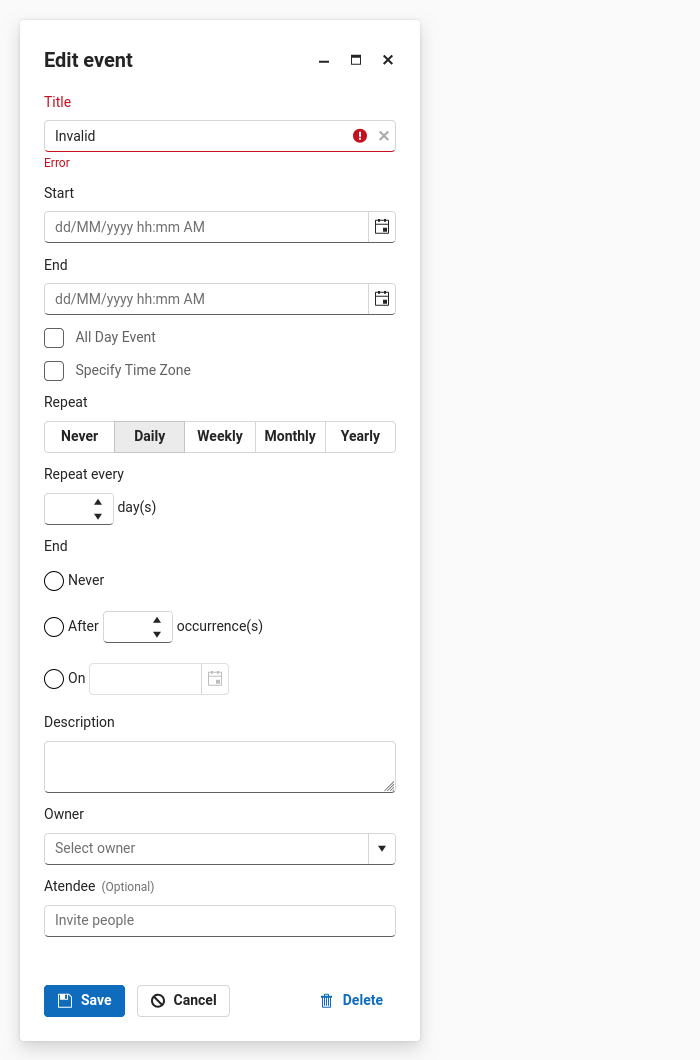 Edit event
Title
Invalid
Error
Start
dd/MM/yyyy hh:mm AM
End
dd/MM/yyyy hh:mm AM
All Day Event
Specify Time Zone
Repeat
Never Daily Weekly Monthly Yearly
Repeat every
day(s)
End
Never
After occurrence(s)
On
Description
Owner
Select owner
Atendee (Optional)
Invite people
Save Cancel Delete